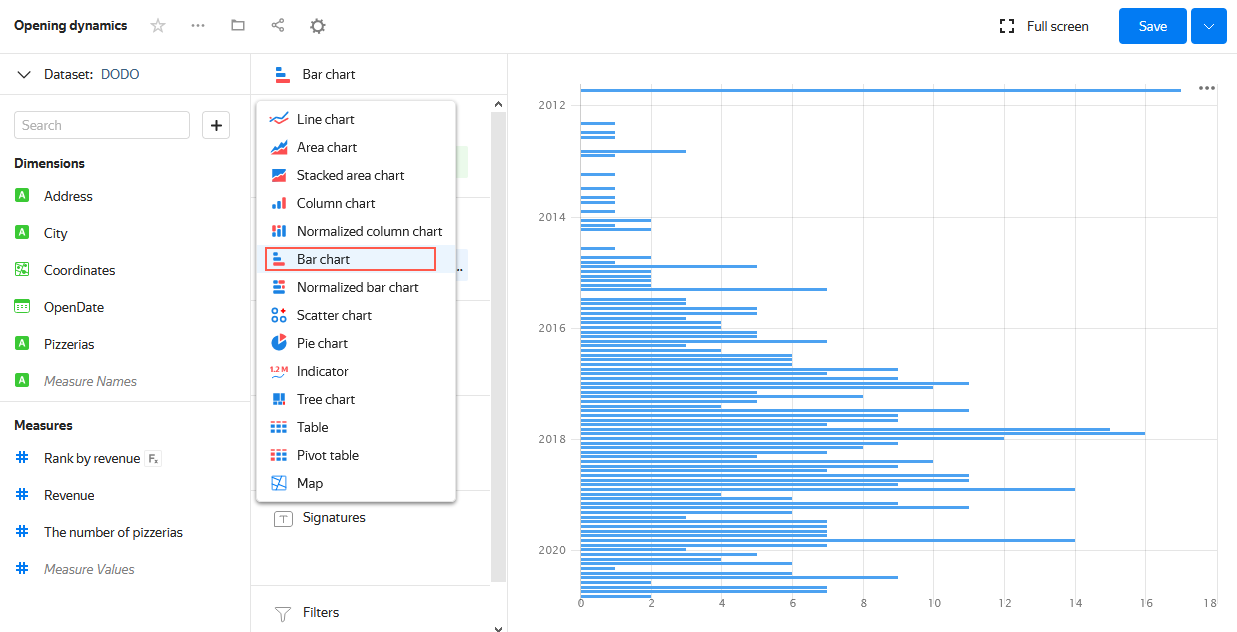 Opening dynamics
Full screen
Save
Dataset: DODO
Bar chart
Search
Dimensions
A Address
A City
Coordinates
OpenDate
A Pizzerias
A Measure Names
Measures
# Rank by revenue Fx
# Revenue
# The number of pizzerias
# Measure Values
Line chart
Area chart
Stacked area chart
Column chart
Normalized column chart
Bar chart
Normalized bar chart
Scatter chart
Pie chart
1.2 M Indicator
Tree chart
Table
Pivot table
Map
T Signatures
Filters
2012
2014
2016
2018
2020
0 2 4 6 8 10 12 14 16 18